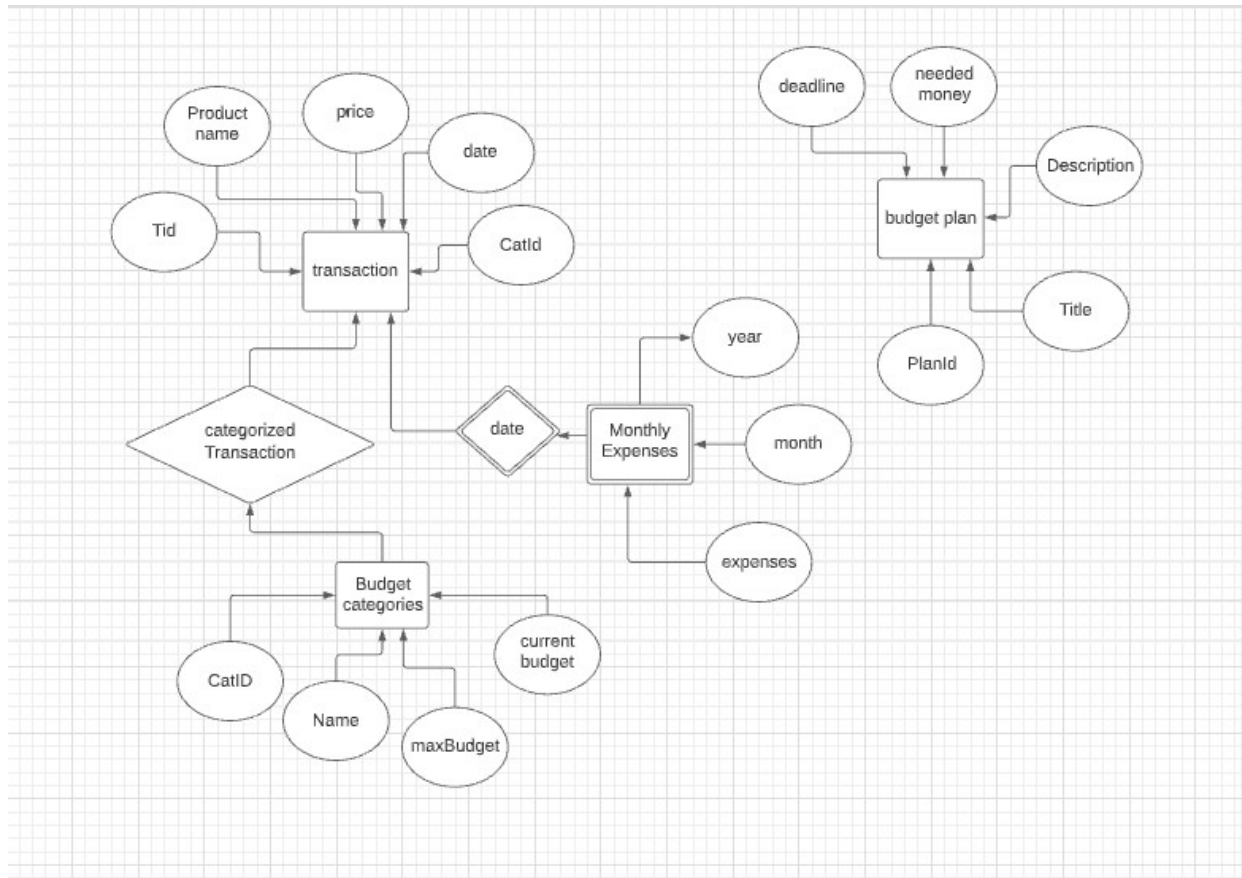 deadline
needed
money
Product
name
price
date
Description
budget plan
Tid
transaction
CatId
Title
PlanId
year
categorized
Transaction
date
Monthly
Expenses
month
expenses
Budget
categories
current
budget
CatID
Name
maxBudget